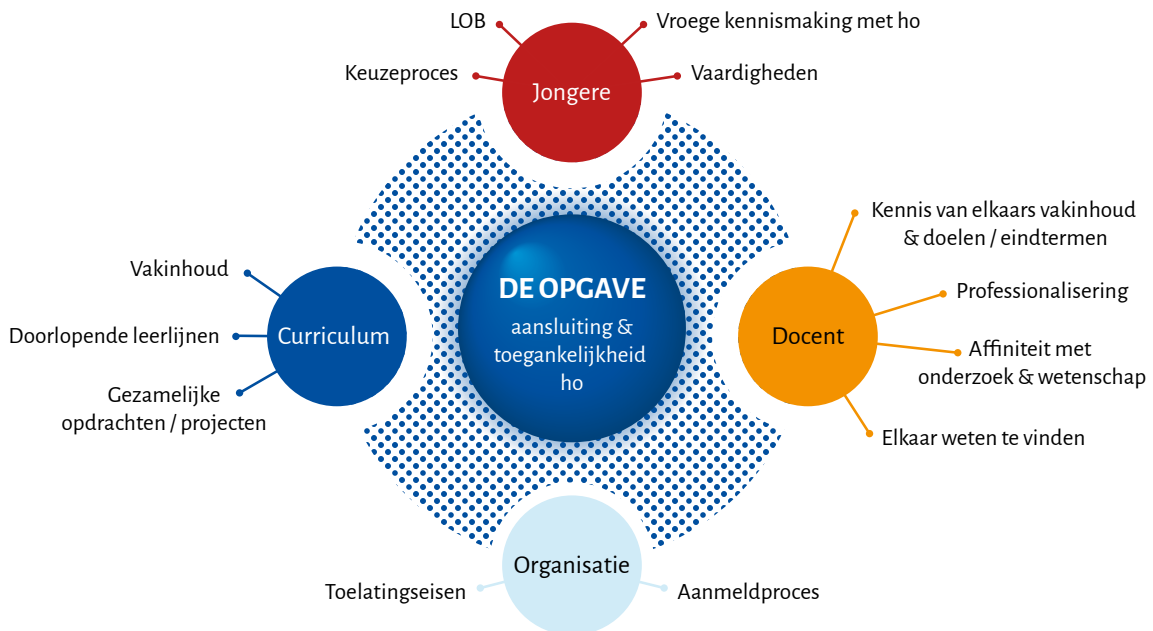 LOB
Vroege kennismaking met ho
Keuzeproces
Vaardigheden
Jongere
Kennis van elkaars vakinhoud
& doelen / eindtermen
Professionalisering
Affiniteit met
onderzoek & wetenschap
Elkaar weten te vinden
Docent
DE OPGAVE
aansluiting &
toegankelijkheid
ho
Vakinhoud
Doorlopende leerlijnen
Gezamelijke
opdrachten / projecten
Curriculum
Organisatie
Toelatingseisen
Aanmeldproces